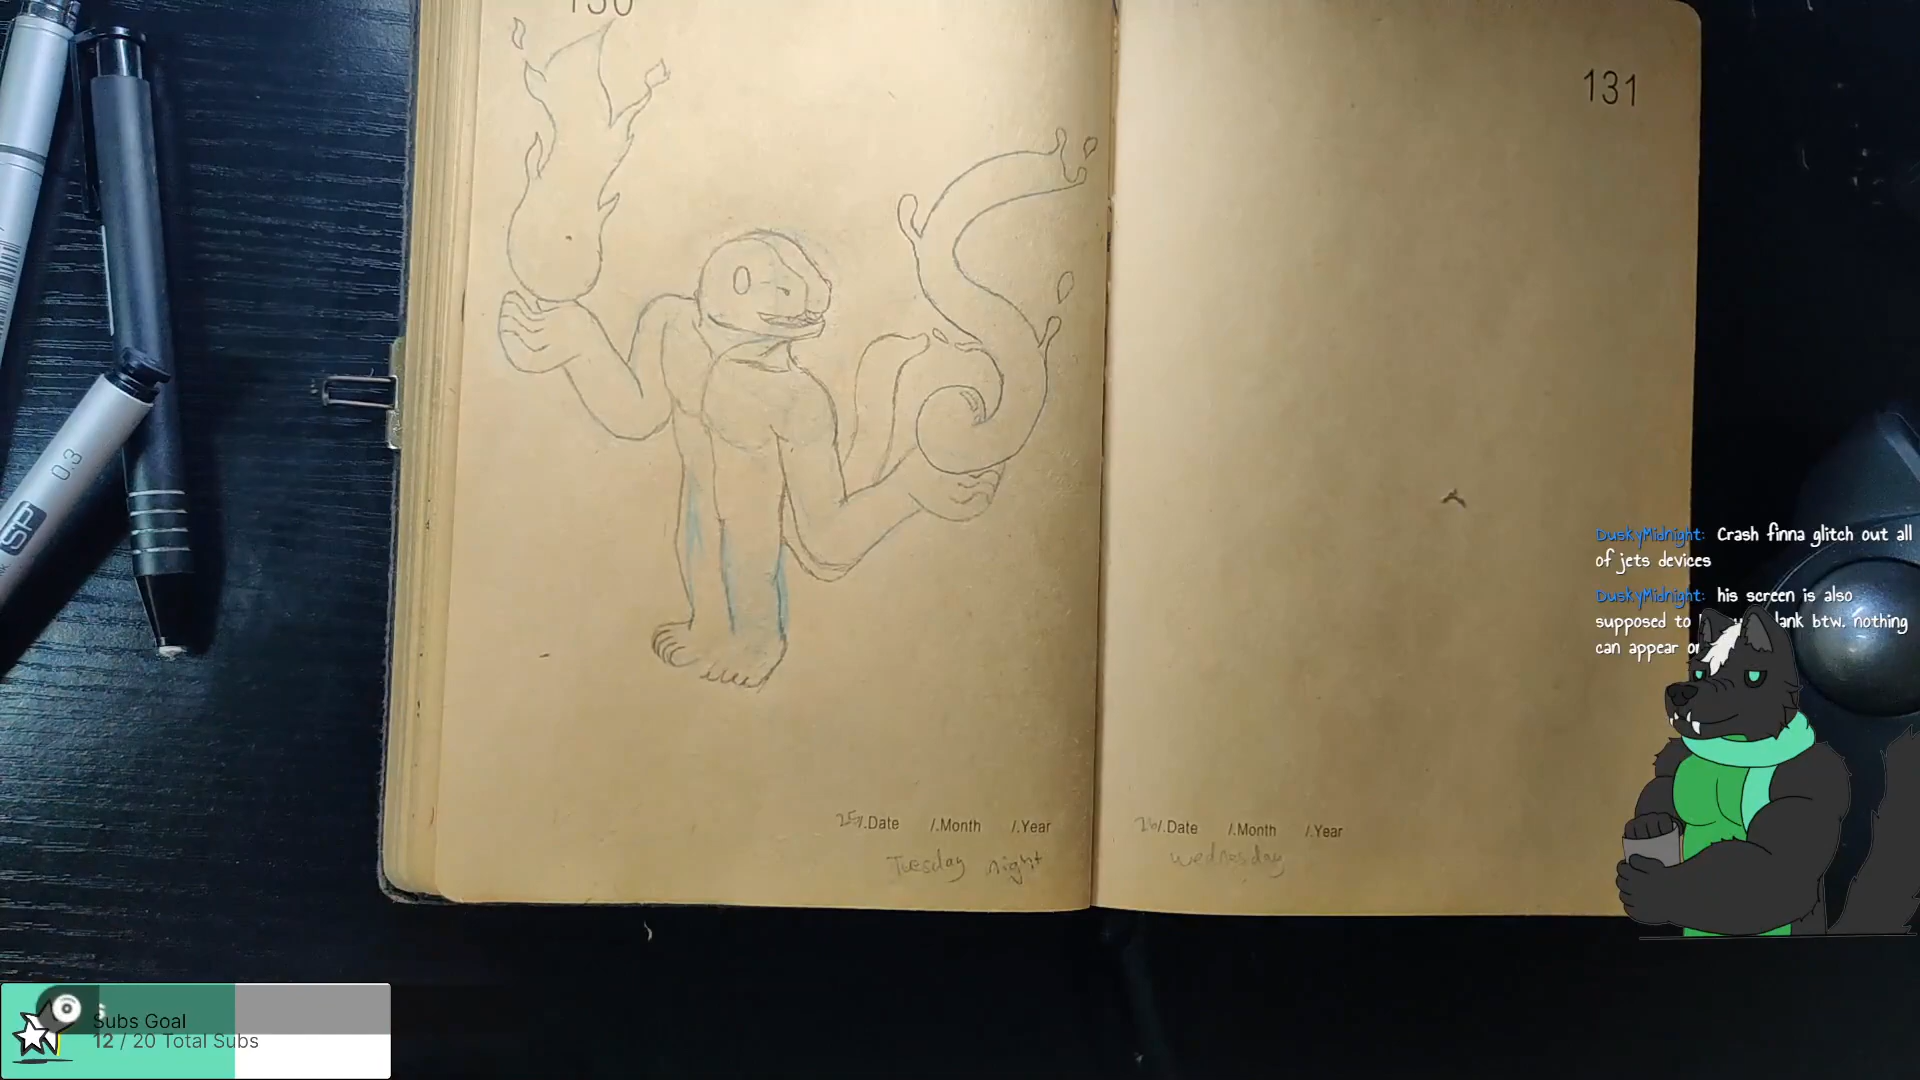 130
131
0.3
SP
DuskyMidnight: Crash finna glitch out all
of jets devices
DuskyMidnight: his screen is also
supposed to lank btw. nothing
can appear o
25/.Date /.Month /.Year
Tuesday night
26/.Date /.Month /.Year
Wednesday
Subs Goal
12 / 20 Total Subs